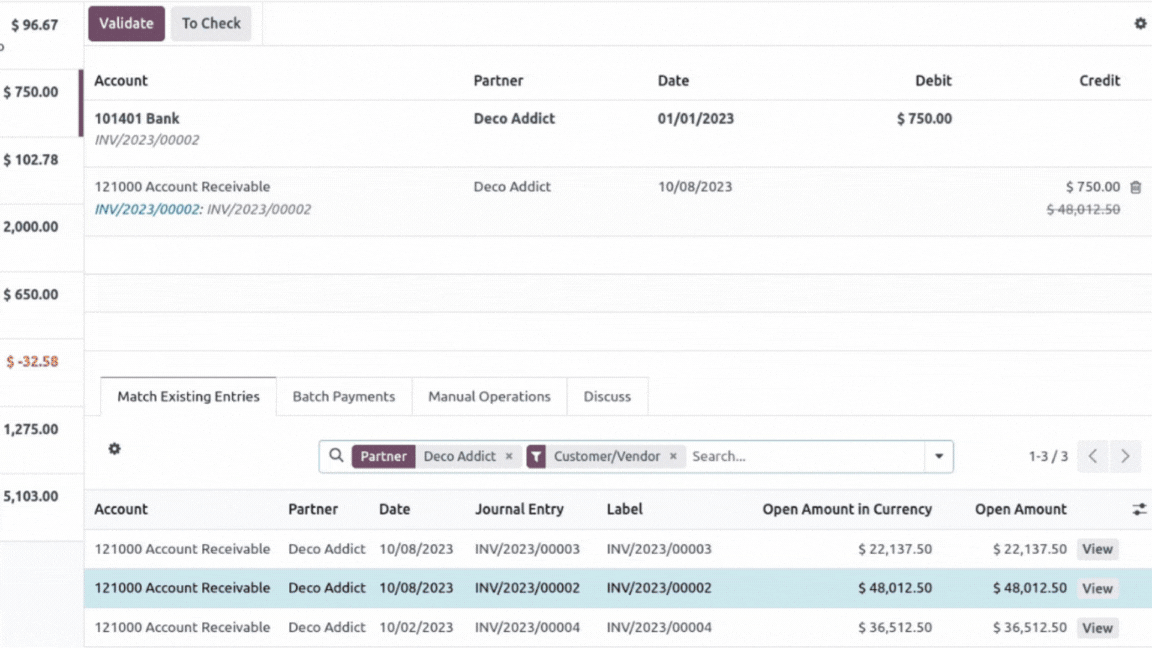 $ 96.67
$ 750.00
$ 102.78
2,000.00
$ 650.00
$ -32.58
1,275.00
5,103.00
Validate To Check
Account Partner Date Debit Credit
101401 Bank Deco Addict 01/01/2023 $ 750.00
INV/2023/00002
121000 Account Receivable Deco Addict 10/08/2023 $ 750.00
INV/2023/00002: INV/2023/00002 $ 48,012.50
Match Existing Entries Batch Payments Manual Operations Discuss
Partner Deco Addict × Customer/Vendor × Search... 1-3 / 3
Account Partner Date Journal Entry Label Open Amount in Currency Open Amount
121000 Account Receivable Deco Addict 10/08/2023 INV/2023/00003 INV/2023/00003 $ 22,137.50 $ 22,137.50 View
121000 Account Receivable Deco Addict 10/08/2023 INV/2023/00002 INV/2023/00002 $ 48,012.50 $ 48,012.50 View
121000 Account Receivable Deco Addict 10/02/2023 INV/2023/00004 INV/2023/00004 $ 36,512.50 $ 36,512.50 View